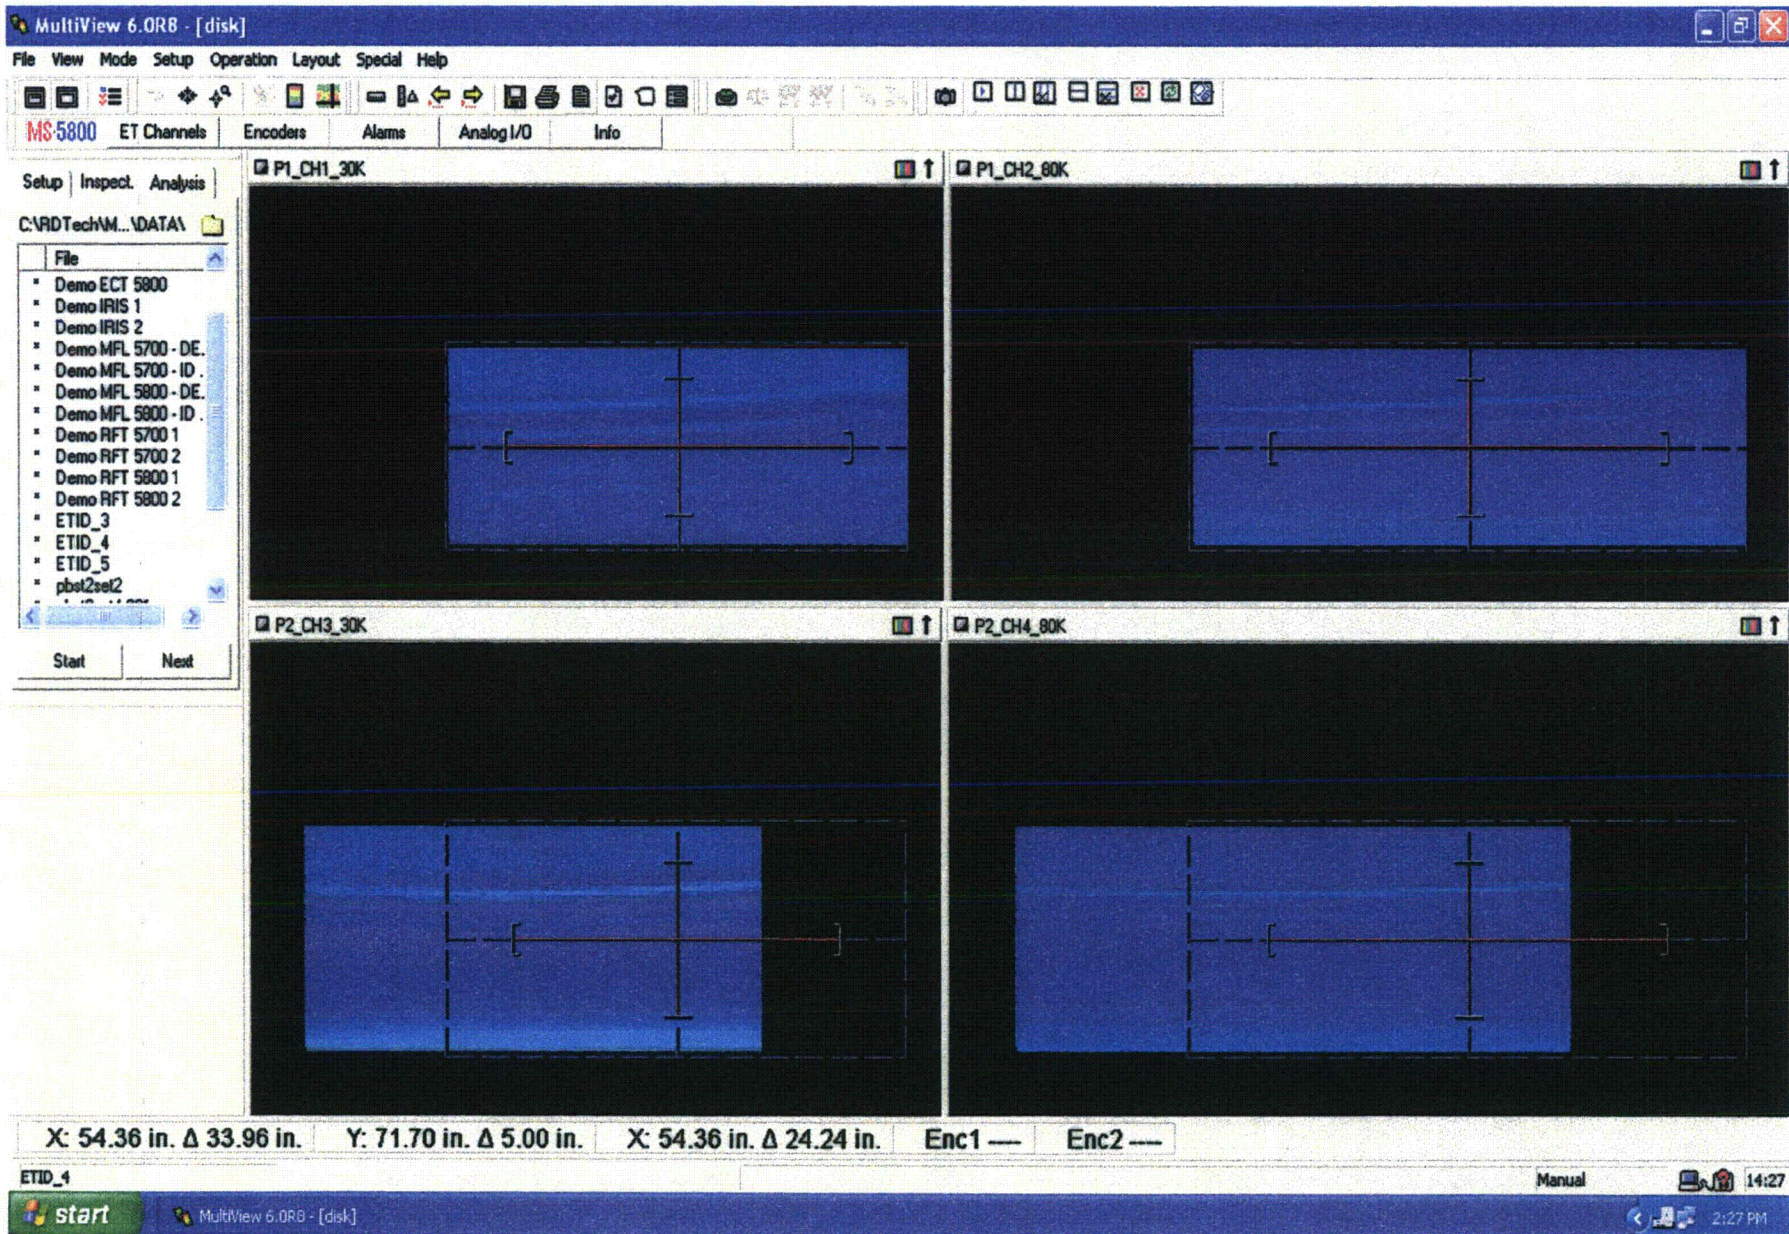 MultiView 6.0R8 - [disk]
File View Mode Setup Operation Layout Special Help
MS-5800 ET Channels Encoders Alarms Analog I/O Info
Setup Inspect. Analysis
C:\RDTech\M...\DATA\
File
Demo ECT 5800
Demo IRIS 1
Demo IRIS 2
Demo MFL 5700 - DE.
Demo MFL 5700 - ID .
Demo MFL 5800 - DE.
Demo MFL 5800 - ID .
Demo RFT 5700 1
Demo RFT 5700 2
Demo RFT 5800 1
Demo RFT 5800 2
ETID_3
ETID_4
ETID_5
pbst2set2
Start Next
P1_CH1_30K
P1_CH2_80K
P2_CH3_30K
P2_CH4_80K
X: 54.36 in. Δ 33.96 in. Y: 71.70 in. Δ 5.00 in. X: 54.36 in. Δ 24.24 in. Enc1 ---- Enc2 ----
ETID_4 Manual 14:27
start MultiView 6.0R8 - [disk] 2:27 PM